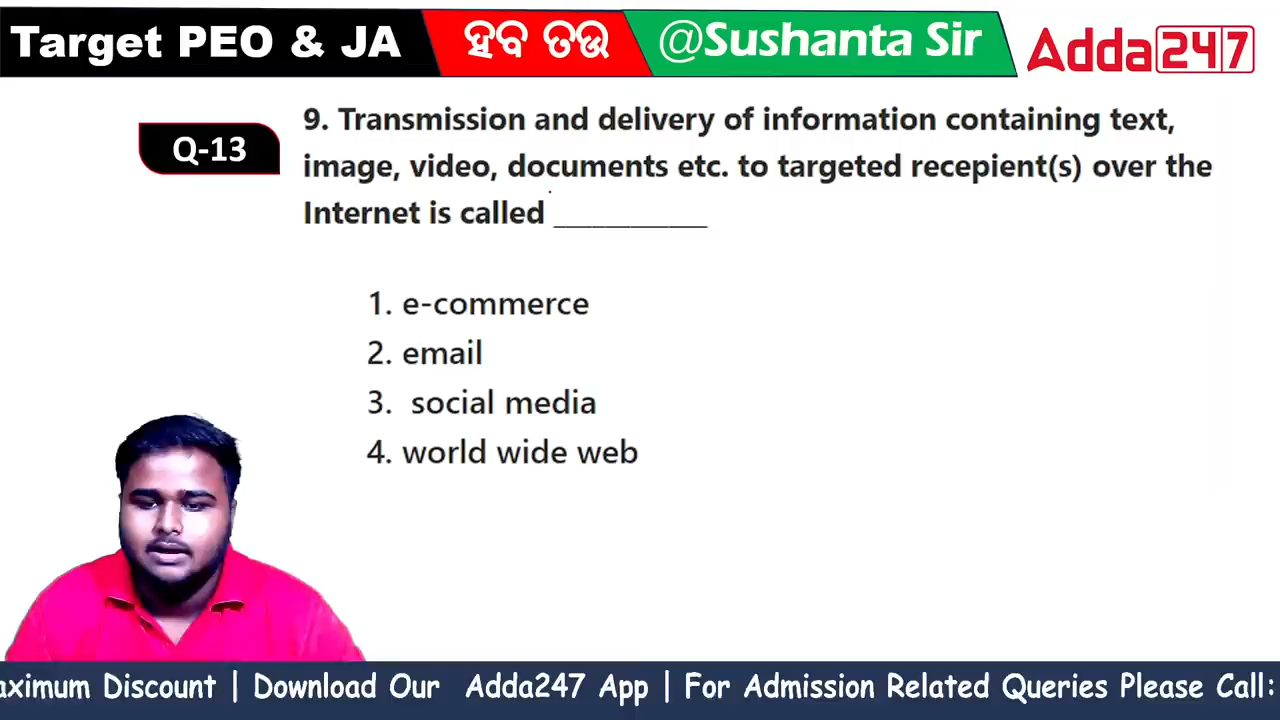 Target PEO & JA ହବ ତଉ @Sushanta Sir Adda247
Q-13
9. Transmission and delivery of information containing text,
image, video, documents etc. to targeted recepient(s) over the
Internet is called ___________
1. e-commerce
2. email
3. social media
4. world wide web
aximum Discount | Download Our Adda247 App | For Admission Related Queries Please Call: